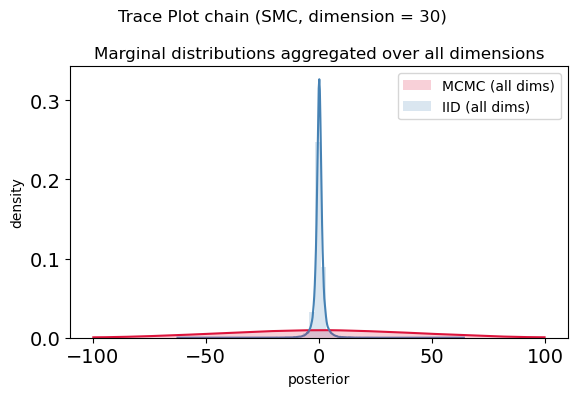 Trace Plot chain (SMC, dimension = 30)
Marginal distributions aggregated over all dimensions
MCMC (all dims)
IID (all dims)
density
0.3
0.2
0.1
0.0
−100
−50
0
50
100
posterior